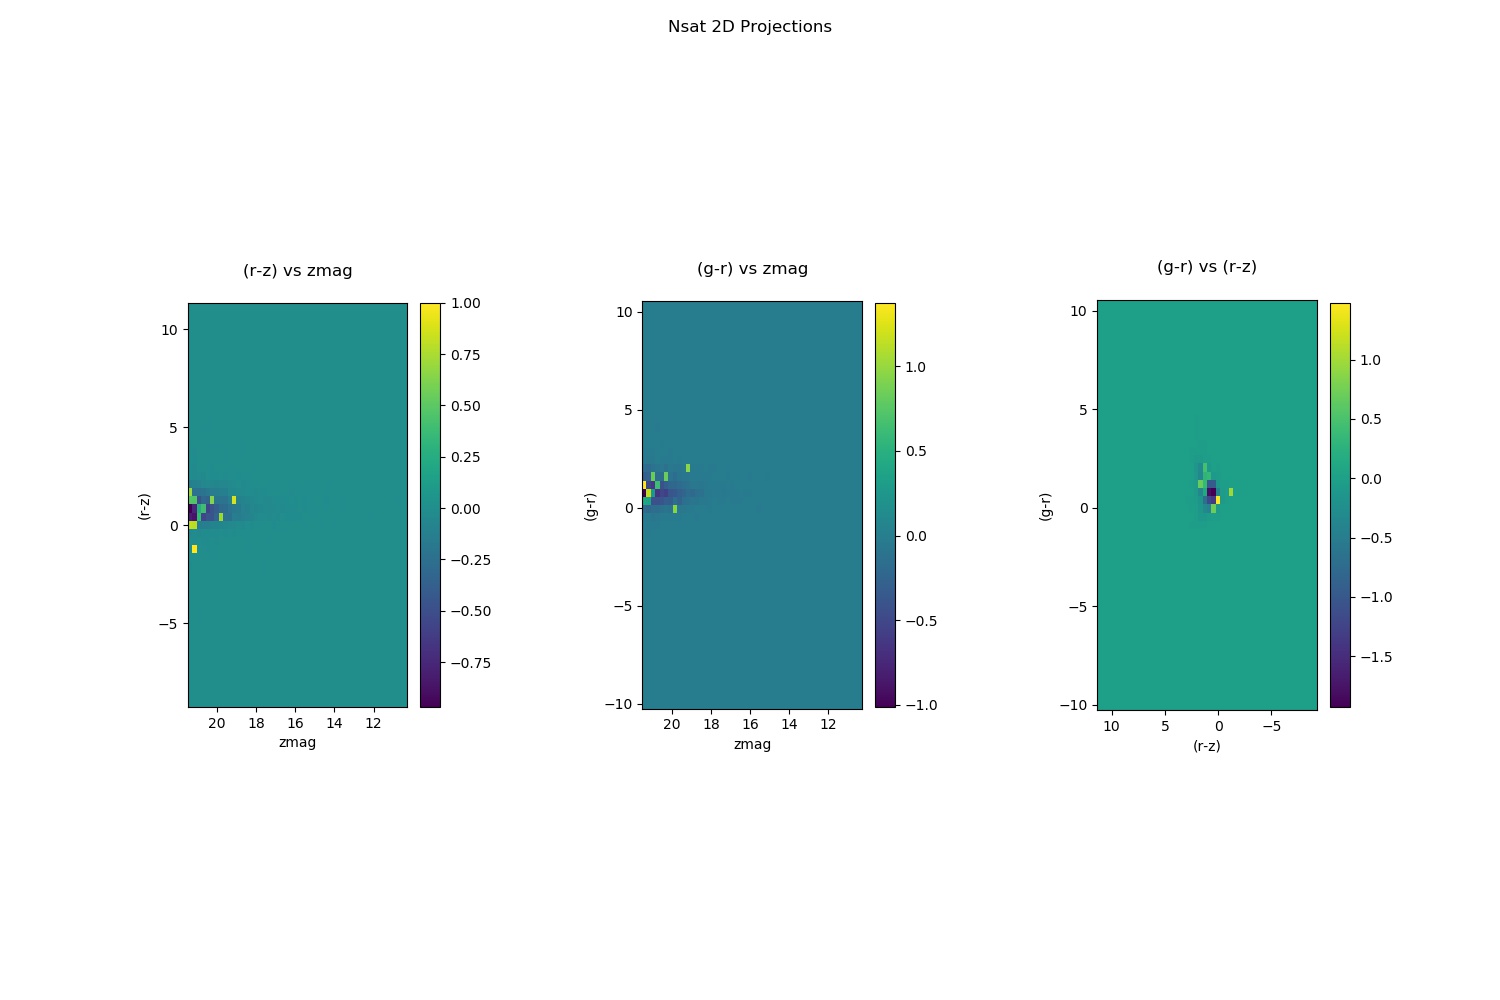 Nsat 2D Projections
(r-z) vs zmag
10
5
0
−5
(r-z)
20 18 16 14 12
zmag
1.00
0.75
0.50
0.25
0.00
−0.25
−0.50
−0.75
(g-r) vs zmag
10
5
0
−5
−10
(g-r)
20 18 16 14 12
zmag
1.0
0.5
0.0
−0.5
−1.0
(g-r) vs (r-z)
10
5
0
−5
−10
(g-r)
10 5 0 −5
(r-z)
1.0
0.5
0.0
−0.5
−1.0
−1.5